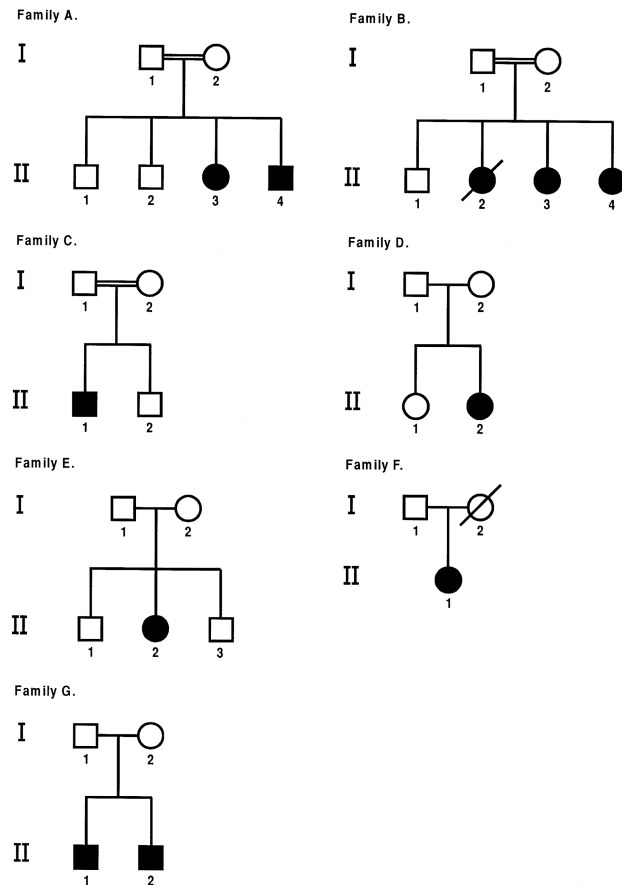 Family A.
I
1 2
II
1 2 3 4
Family B.
I
1 2
II
1 2 3 4
Family C.
I
1 2
II
1 2
Family D.
I
1 2
II
1 2
Family E.
I
1 2
II
1 2 3
Family F.
I
1 2
II
1
Family G.
I
1 2
II
1 2